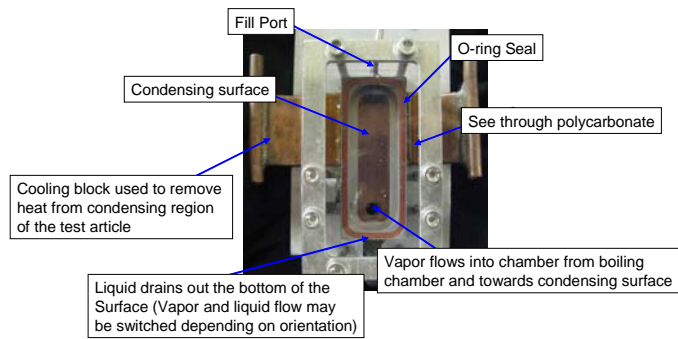 Fill Port
O-ring Seal
Condensing surface
See through polycarbonate
Cooling block used to remove
heat from condensing region
of the test article
Vapor flows into chamber from boiling
chamber and towards condensing surface
Liquid drains out the bottom of the
Surface (Vapor and liquid flow may
be switched depending on orientation)